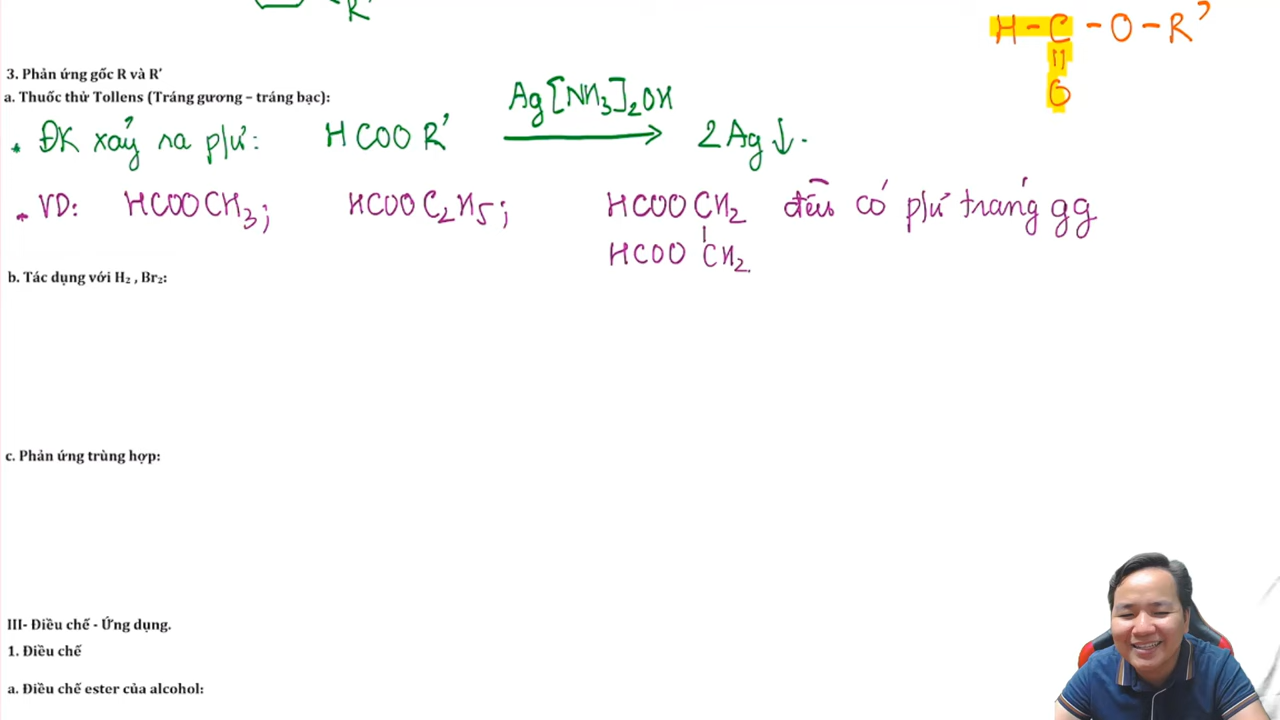 R'
H-C-O-R'
||
O
3. Phản ứng gốc R và R'
a. Thuốc thử Tollens (Tráng gương – tráng bạc):
• ĐK xảy ra pứ: HCOOR' Ag[NH₃]₂OH → 2Ag↓.
• VD: HCOOCH₃; HCOOC₂H₅; HCOOCH₂ đều có pứ tráng gg
HCOOCH₂.
b. Tác dụng với H₂ , Br₂:
c. Phản ứng trùng hợp:
III- Điều chế - Ứng dụng.
1. Điều chế
a. Điều chế ester của alcohol: